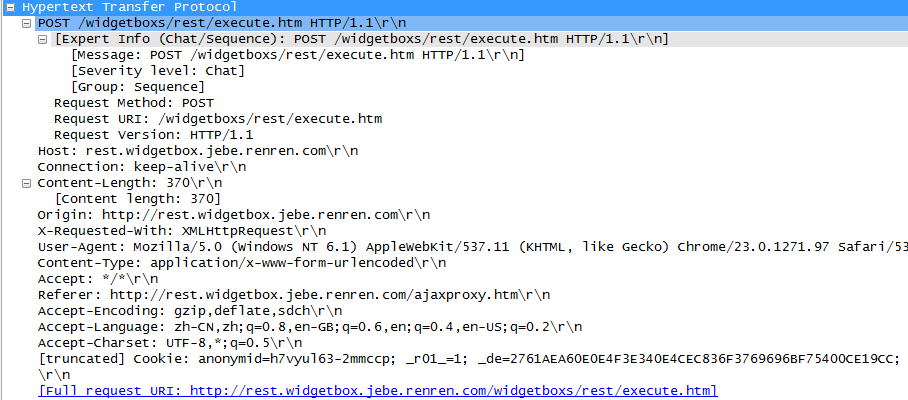 Hypertext Transfer Protocol
POST /widgetboxs/rest/execute.htm HTTP/1.1\r\n
[Expert Info (Chat/Sequence): POST /widgetboxs/rest/execute.htm HTTP/1.1\r\n]
[Message: POST /widgetboxs/rest/execute.htm HTTP/1.1\r\n]
[Severity level: Chat]
[Group: Sequence]
Request Method: POST
Request URI: /widgetboxs/rest/execute.htm
Request Version: HTTP/1.1
Host: rest.widgetbox.jebe.renren.com\r\n
Connection: keep-alive\r\n
Content-Length: 370\r\n
[Content length: 370]
Origin: http://rest.widgetbox.jebe.renren.com\r\n
X-Requested-With: XMLHttpRequest\r\n
User-Agent: Mozilla/5.0 (Windows NT 6.1) AppleWebKit/537.11 (KHTML, like Gecko) Chrome/23.0.1271.97 Safari/53
Content-Type: application/x-www-form-urlencoded\r\n
Accept: */*\r\n
Referer: http://rest.widgetbox.jebe.renren.com/ajaxproxy.htm\r\n
Accept-Encoding: gzip,deflate,sdch\r\n
Accept-Language: zh-CN,zh;q=0.8,en-GB;q=0.6,en;q=0.4,en-US;q=0.2\r\n
Accept-Charset: UTF-8,*;q=0.5\r\n
[truncated] Cookie: anonymid=h7vyul63-2mmccp; _r01_=1; _de=2761AEA60E0E4F3E340E4CEC836F3769696BF75400CE19CC;
\r\n
[Full request URI: http://rest.widgetbox.jebe.renren.com/widgetboxs/rest/execute.htm]